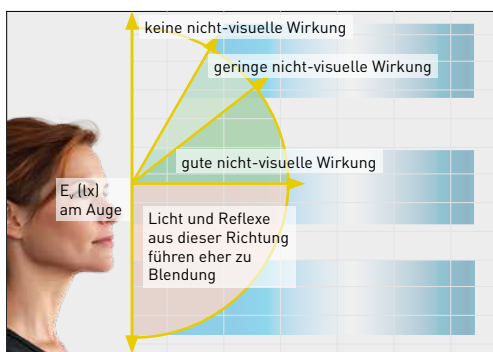 keine nicht-visuelle Wirkung
geringe nicht-visuelle Wirkung
gute nicht-visuelle Wirkung
Eᵥ (lx)
am Auge
Licht und Reflexe
aus dieser Richtung
führen eher zu
Blendung